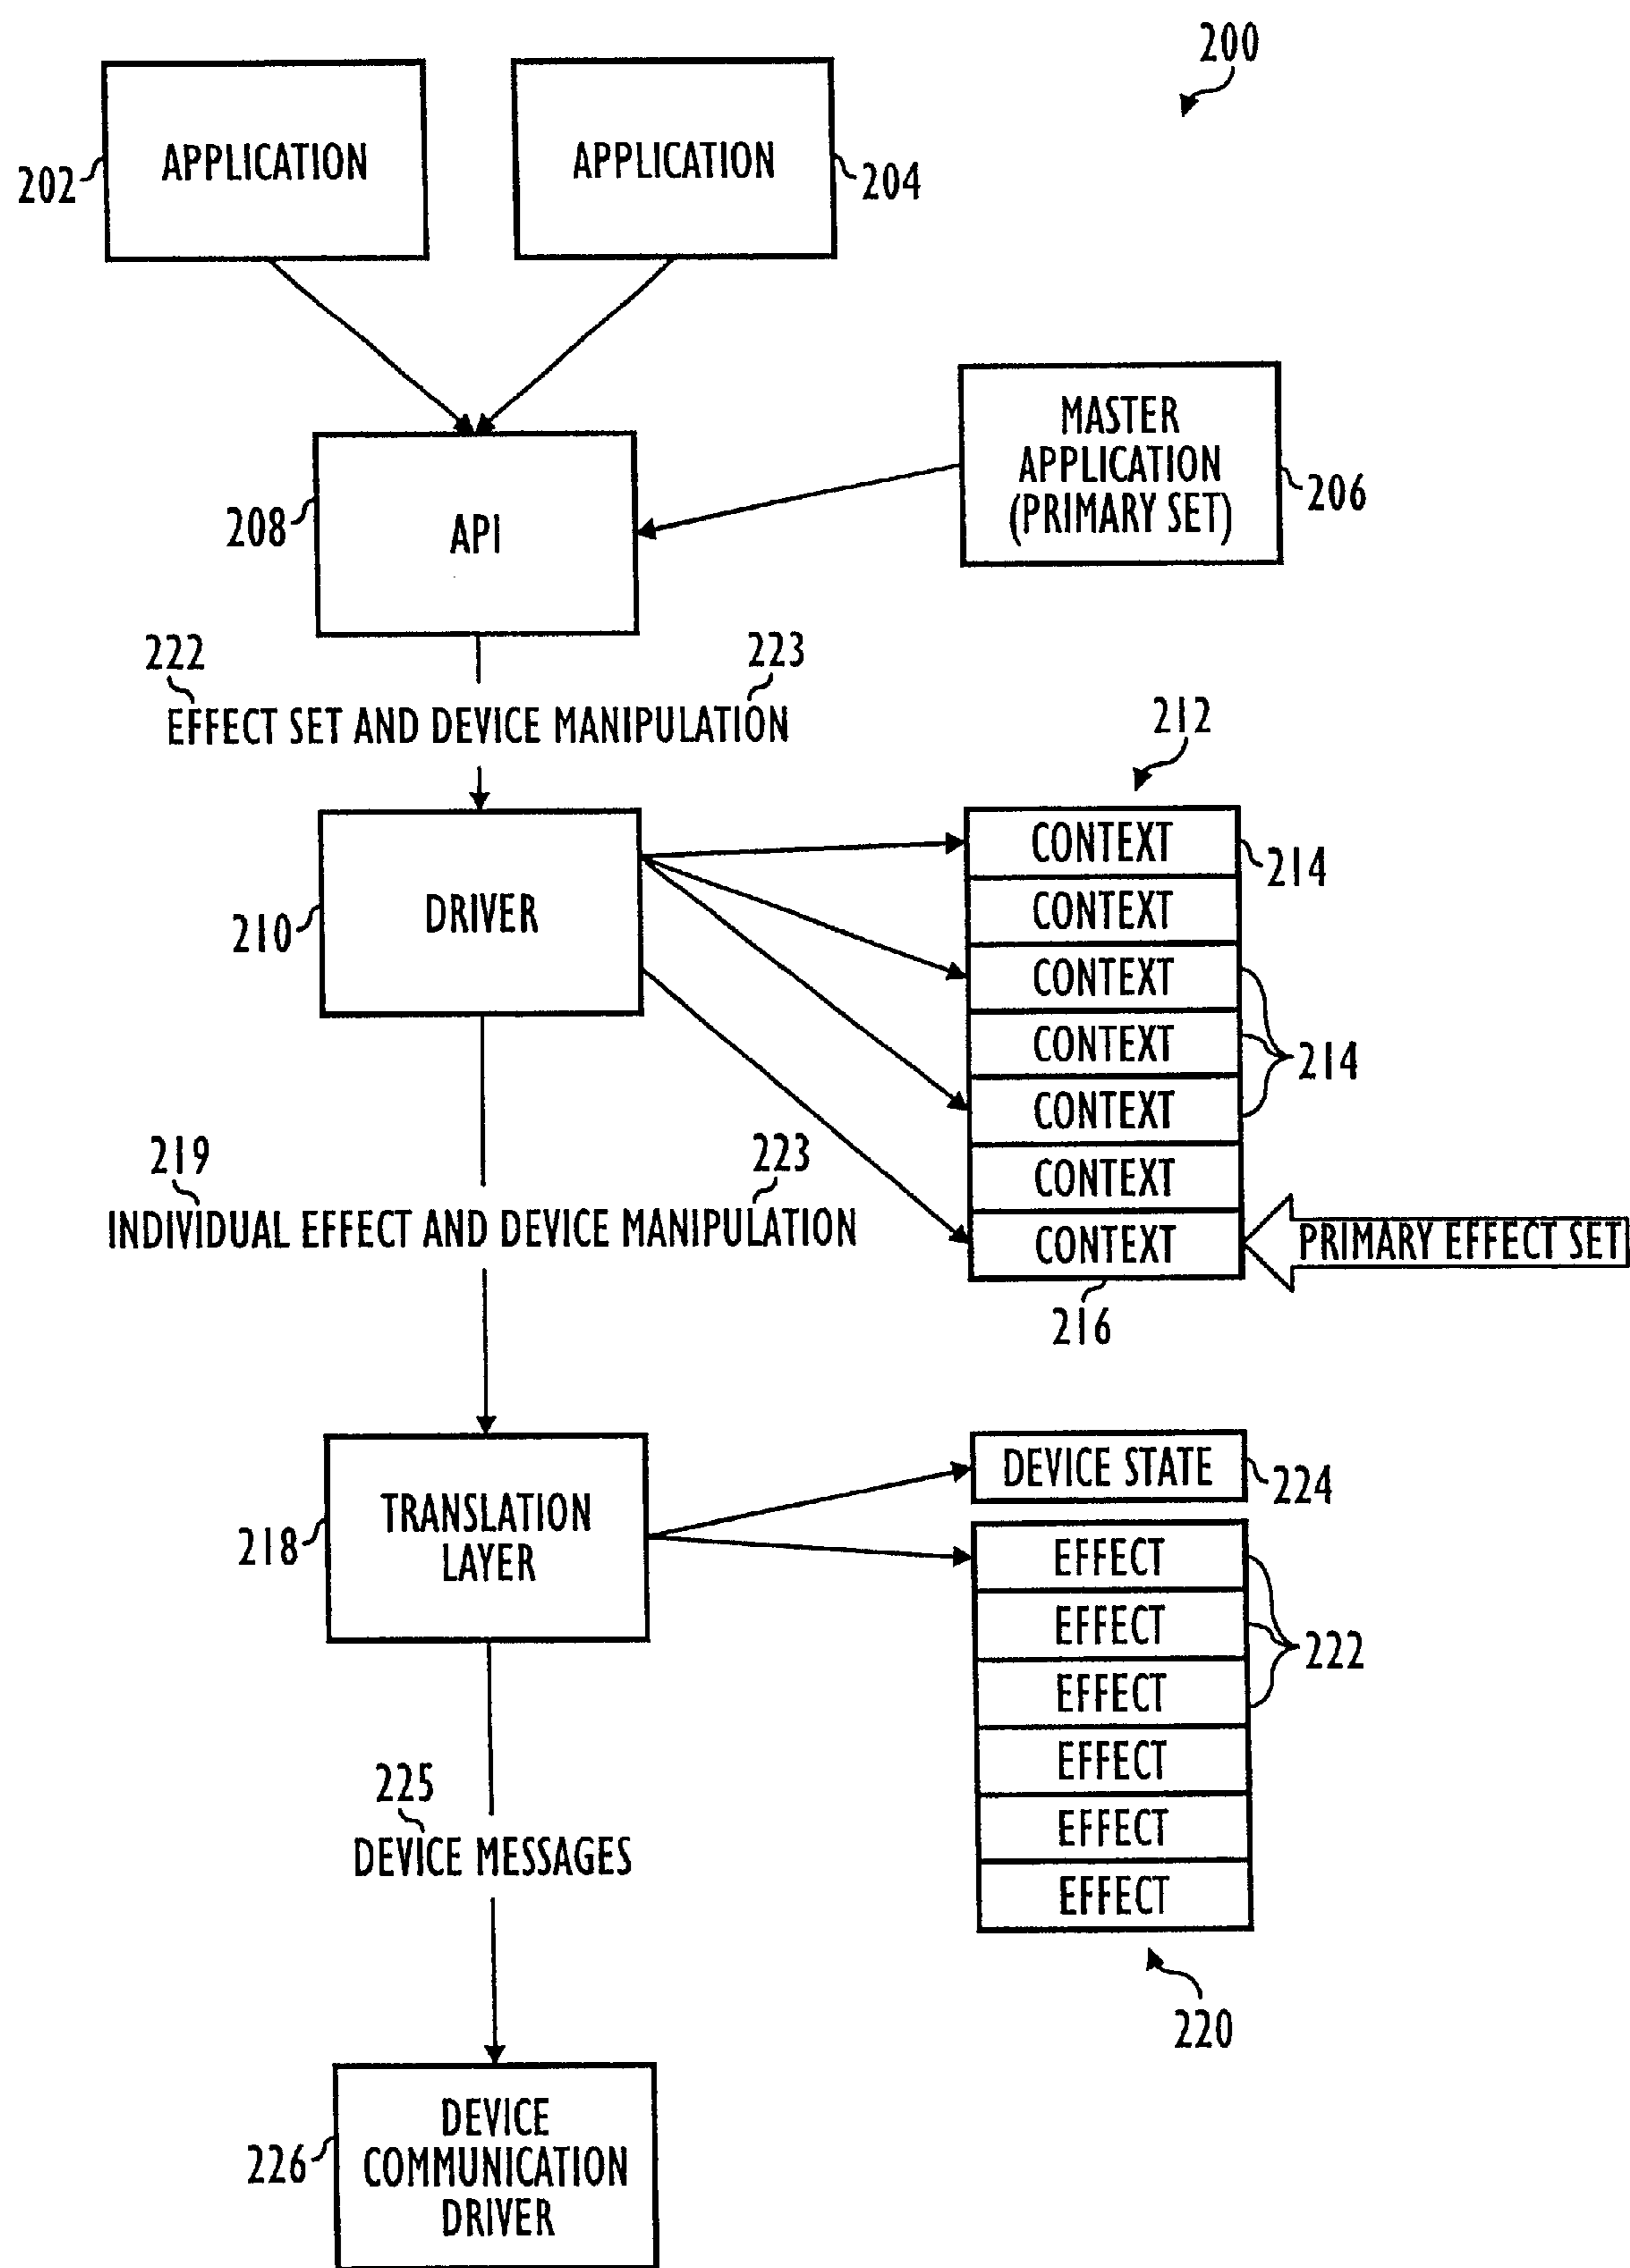 200
APPLICATION
APPLICATION
202
204
MASTER
APPLICATION
(PRIMARY SET)
206
208
API
222
223
EFFECT SET AND DEVICE MANIPULATION
212
CONTEXT
214
210
DRIVER
CONTEXT
CONTEXT
CONTEXT
214
CONTEXT
219
223
CONTEXT
INDIVIDUAL EFFECT AND DEVICE MANIPULATION
CONTEXT
PRIMARY EFFECT SET
216
DEVICE STATE
224
218
TRANSLATION
LAYER
EFFECT
EFFECT
222
EFFECT
EFFECT
225
DEVICE MESSAGES
EFFECT
EFFECT
220
226
DEVICE
COMMUNICATION
DRIVER